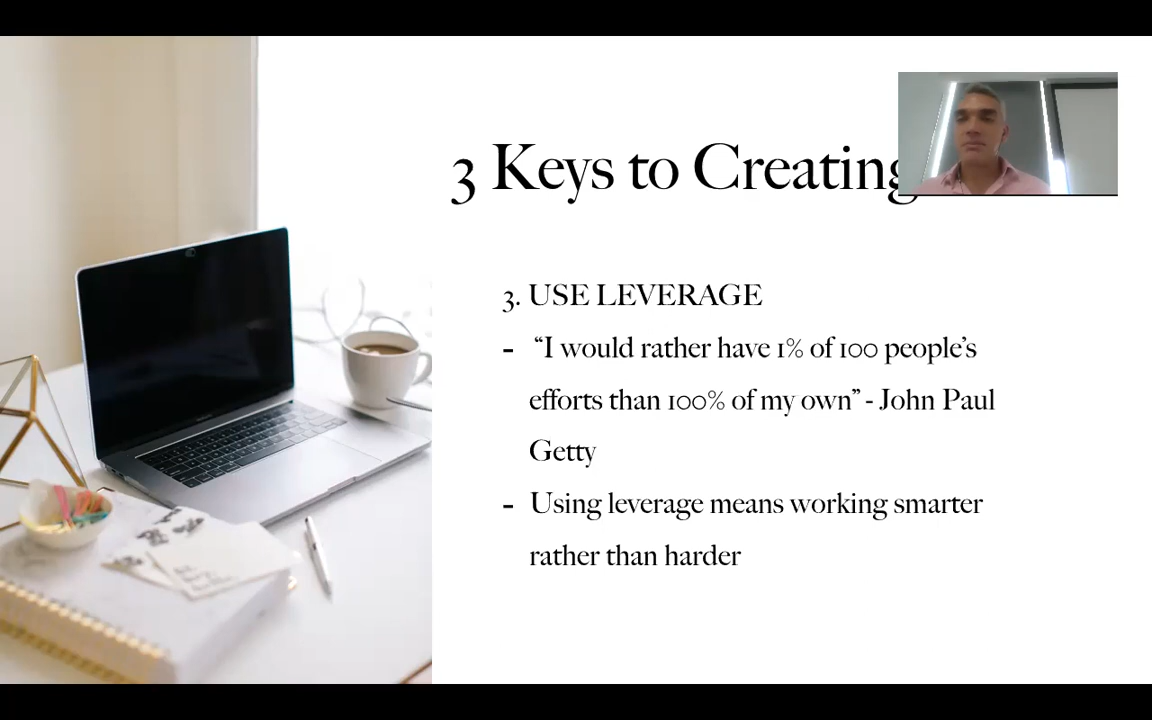 3 Keys to Creating
3. USE LEVERAGE
- “I would rather have 1% of 100 people’s
efforts than 100% of my own” - John Paul
Getty
- Using leverage means working smarter
rather than harder